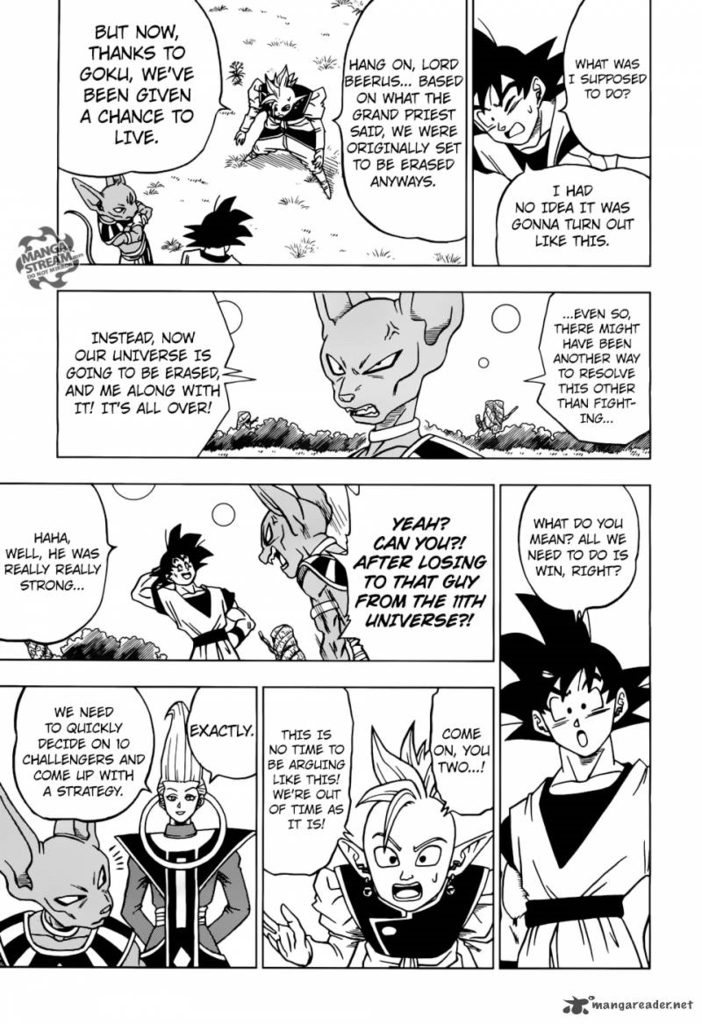 WHAT WAS
I SUPPOSED
TO DO?
I HAD
NO IDEA IT WAS
GONNA TURN OUT
LIKE THIS.
HANG ON, LORD
BEERUS... BASED
ON WHAT THE
GRAND PRIEST
SAID, WE WERE
ORIGINALLY SET
TO BE ERASED
ANYWAYS.
BUT NOW,
THANKS TO
GOKU, WE'VE
BEEN GIVEN
A CHANCE TO
LIVE.
MANGA
STREAM.com
DO NOT MIRROR
...EVEN SO,
THERE MIGHT
HAVE BEEN
ANOTHER WAY
TO RESOLVE
THIS OTHER
THAN FIGHT-
ING...
INSTEAD, NOW
OUR UNIVERSE IS
GOING TO BE ERASED,
AND ME ALONG WITH
IT! IT'S ALL OVER!
WHAT DO YOU
MEAN? ALL WE
NEED TO DO IS
WIN, RIGHT?
YEAH?
CAN YOU?!
AFTER LOSING
TO THAT GUY
FROM THE 11TH
UNIVERSE?!
HAHA,
WELL, HE WAS
REALLY REALLY
STRONG...
COME
ON, YOU
TWO...!
THIS IS
NO TIME TO
BE ARGUING
LIKE THIS!
WE'RE OUT
OF TIME AS
IT IS!
EXACTLY.
WE NEED
TO QUICKLY
DECIDE ON 10
CHALLENGERS AND
COME UP WITH
A STRATEGY.
mangareader.net